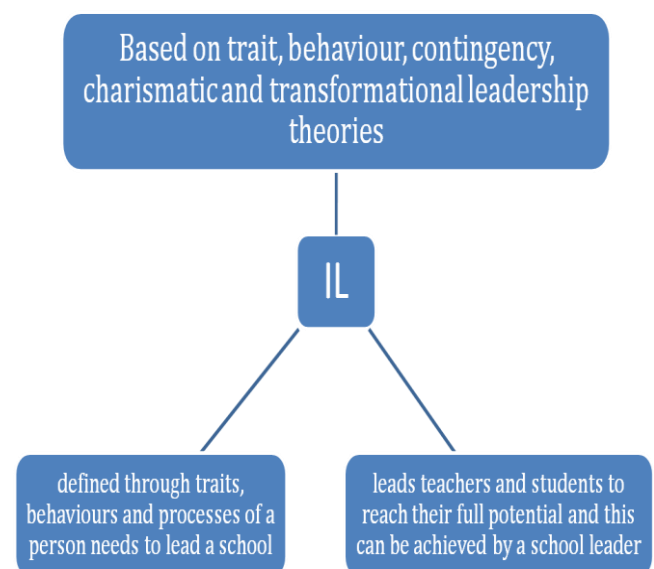 Based on trait, behaviour, contingency,
charismatic and transformational leadership
theories
IL
defined through traits,
behaviours and processes of a
person needs to lead a school
leads teachers and students to
reach their full potential and this
can be achieved by a school leader